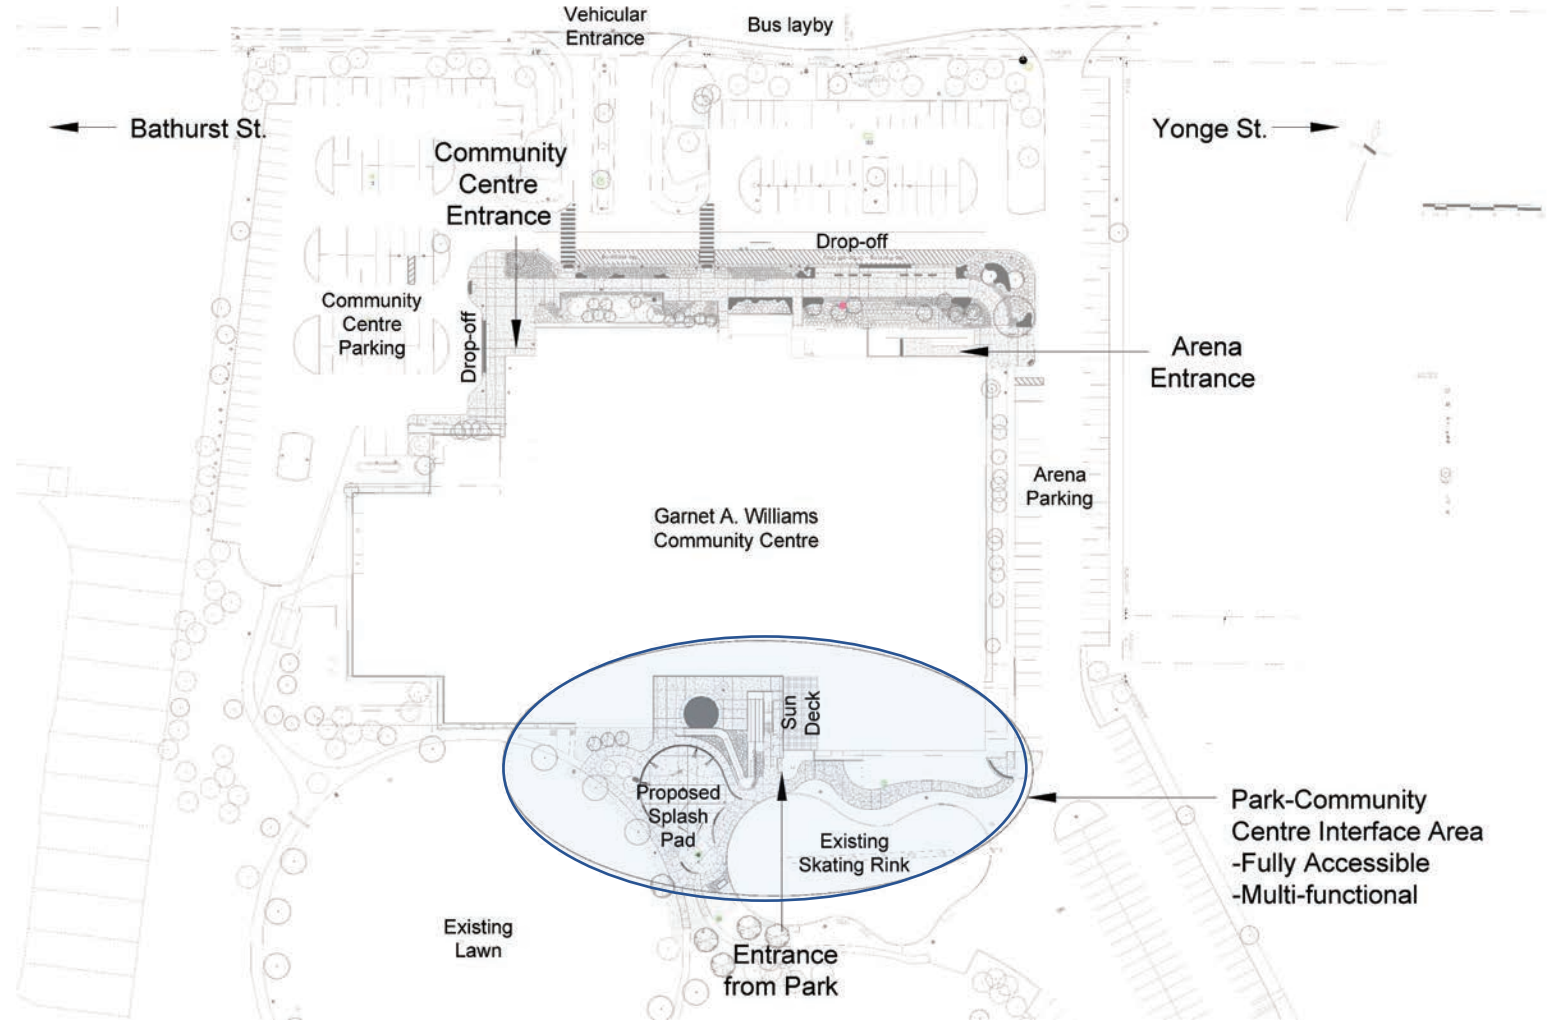 Vehicular
Entrance
Bus layby
Bathurst St.
Yonge St.
Community
Centre
Entrance
Drop-off
Community
Centre
Parking
Drop-off
Arena
Entrance
Arena
Parking
Garnet A. Williams
Community Centre
Sun
Deck
Proposed
Splash
Pad
Existing
Skating Rink
Park-Community
Centre Interface Area
-Fully Accessible
-Multi-functional
Existing
Lawn
Entrance
from Park